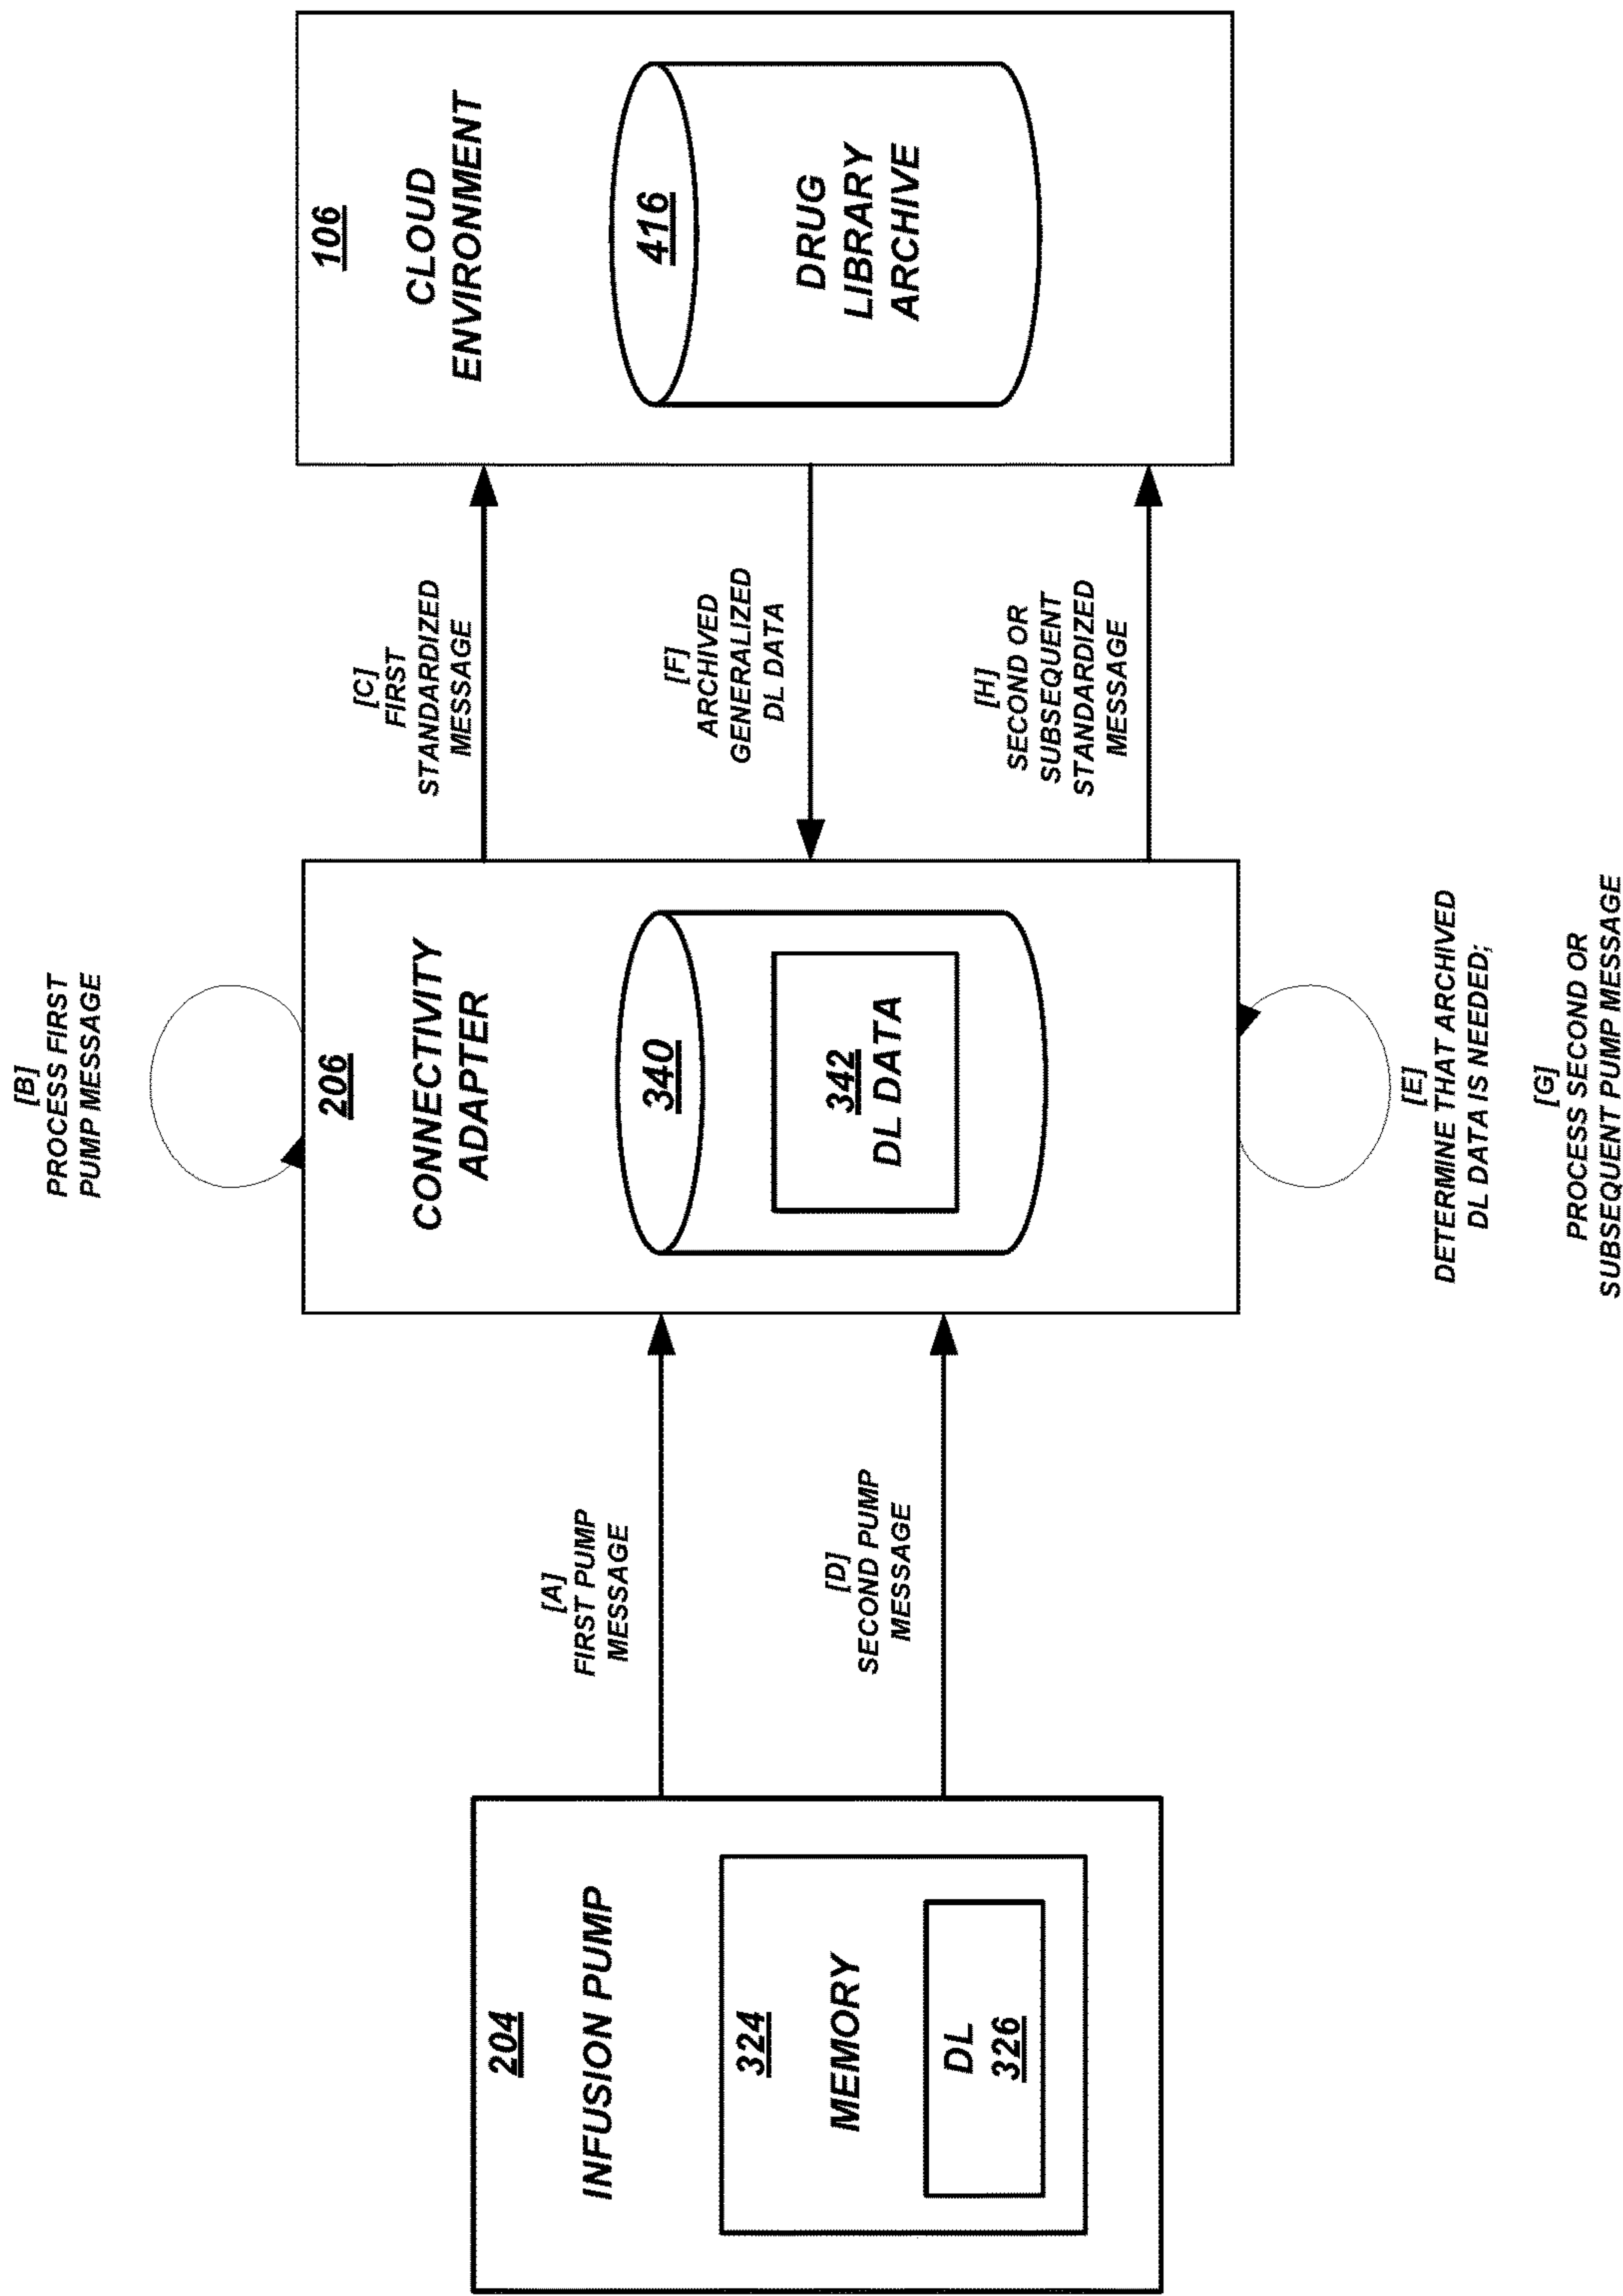 [B]
PROCESS FIRST
PUMP MESSAGE
204
INFUSION PUMP
324
MEMORY
DL
326
[A]
FIRST PUMP
MESSAGE
[D]
SECOND PUMP
MESSAGE
206
CONNECTIVITY
ADAPTER
340
342
DL DATA
[C]
FIRST
STANDARDIZED
MESSAGE
[F]
ARCHIVED
GENERALIZED
DL DATA
[H]
SECOND OR
SUBSEQUENT
STANDARDIZED
MESSAGE
106
CLOUD
ENVIRONMENT
416
DRUG
LIBRARY
ARCHIVE
[E]
DETERMINE THAT ARCHIVED
DL DATA IS NEEDED;
[G]
PROCESS SECOND OR
SUBSEQUENT PUMP MESSAGE